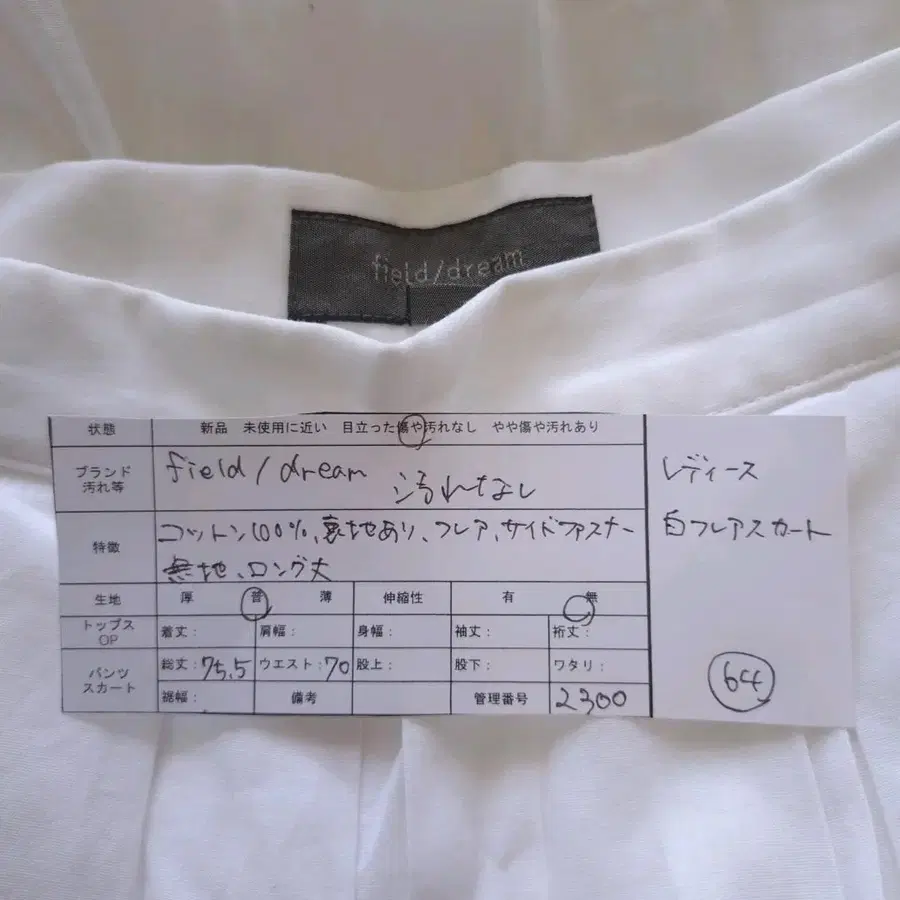 field/dream
状態 新品 未使用に近い 目立った傷や汚れなし やや傷や汚れあり
ブランド 汚れ等 field/dream 汚れなし
特徴 コットン100%、裏地あり、フレア、サイドファスナー
無地、ロング丈
生地 厚 普 薄 伸縮性 有 無
トップス OP 着丈: 肩幅: 身幅: 袖丈: 裄丈:
パンツ スカート 総丈:75.5 ウエスト:70 股上: 股下: ワタリ:
裾幅: 備考 管理番号 2300
レディース
白フレアスカート
64